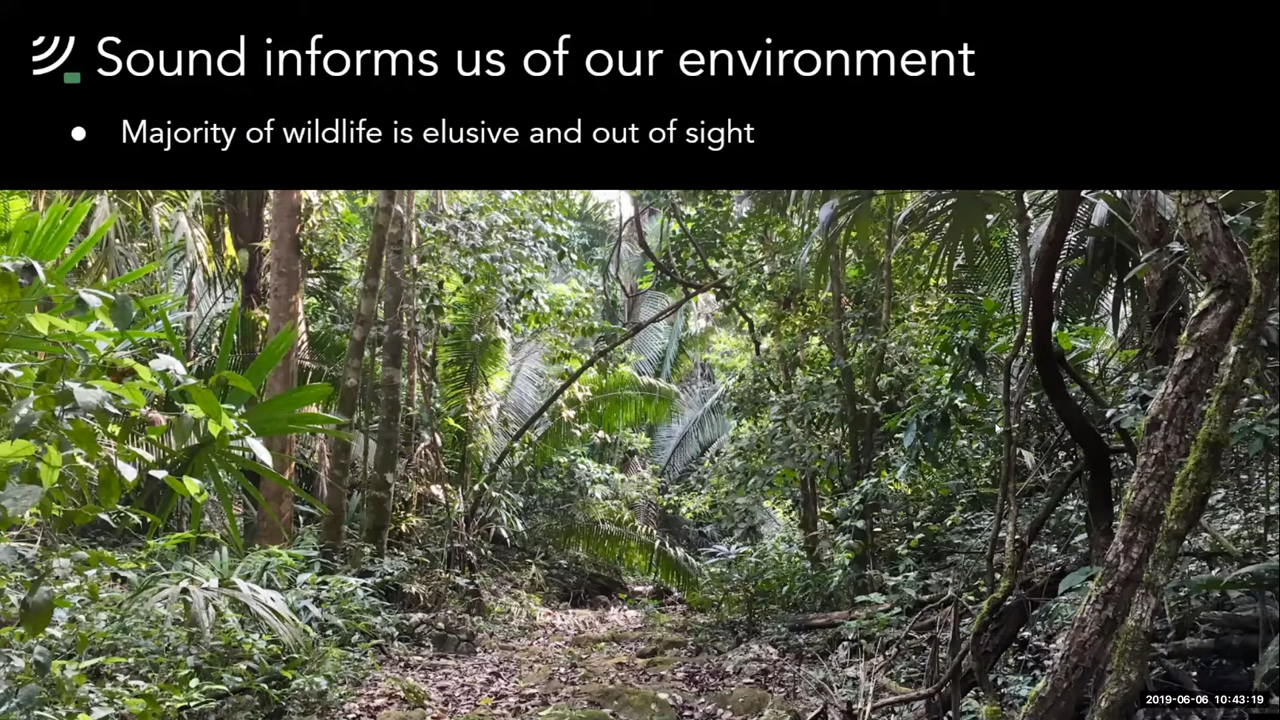 Sound informs us of our environment
● Majority of wildlife is elusive and out of sight
2019-06-06 10:43:19